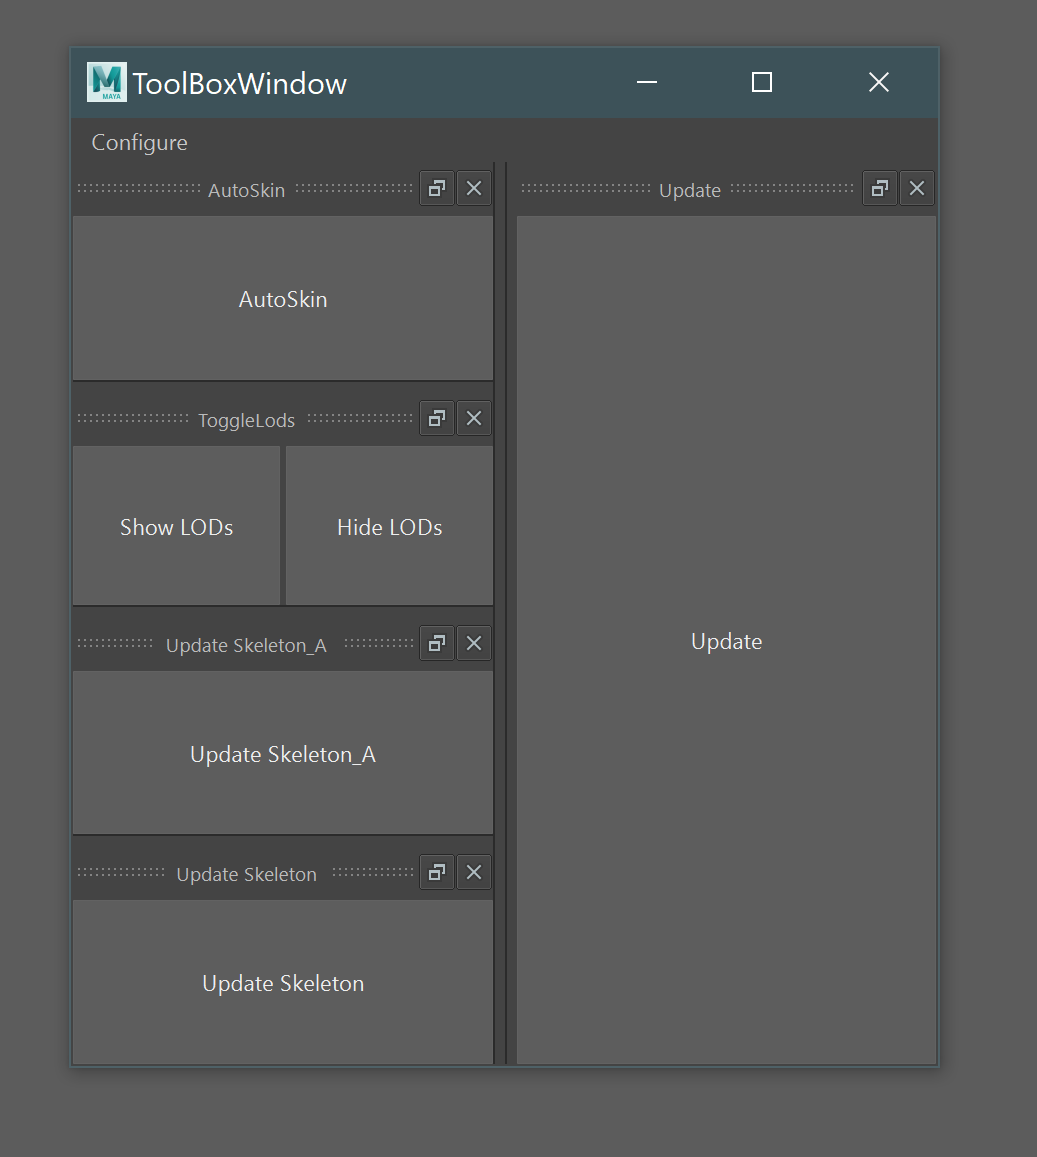 MAYA
ToolBoxWindow
Configure
AutoSkin
AutoSkin
ToggleLods
Show LODs
Hide LODs
Update Skeleton_A
Update Skeleton_A
Update Skeleton
Update Skeleton
Update
Update